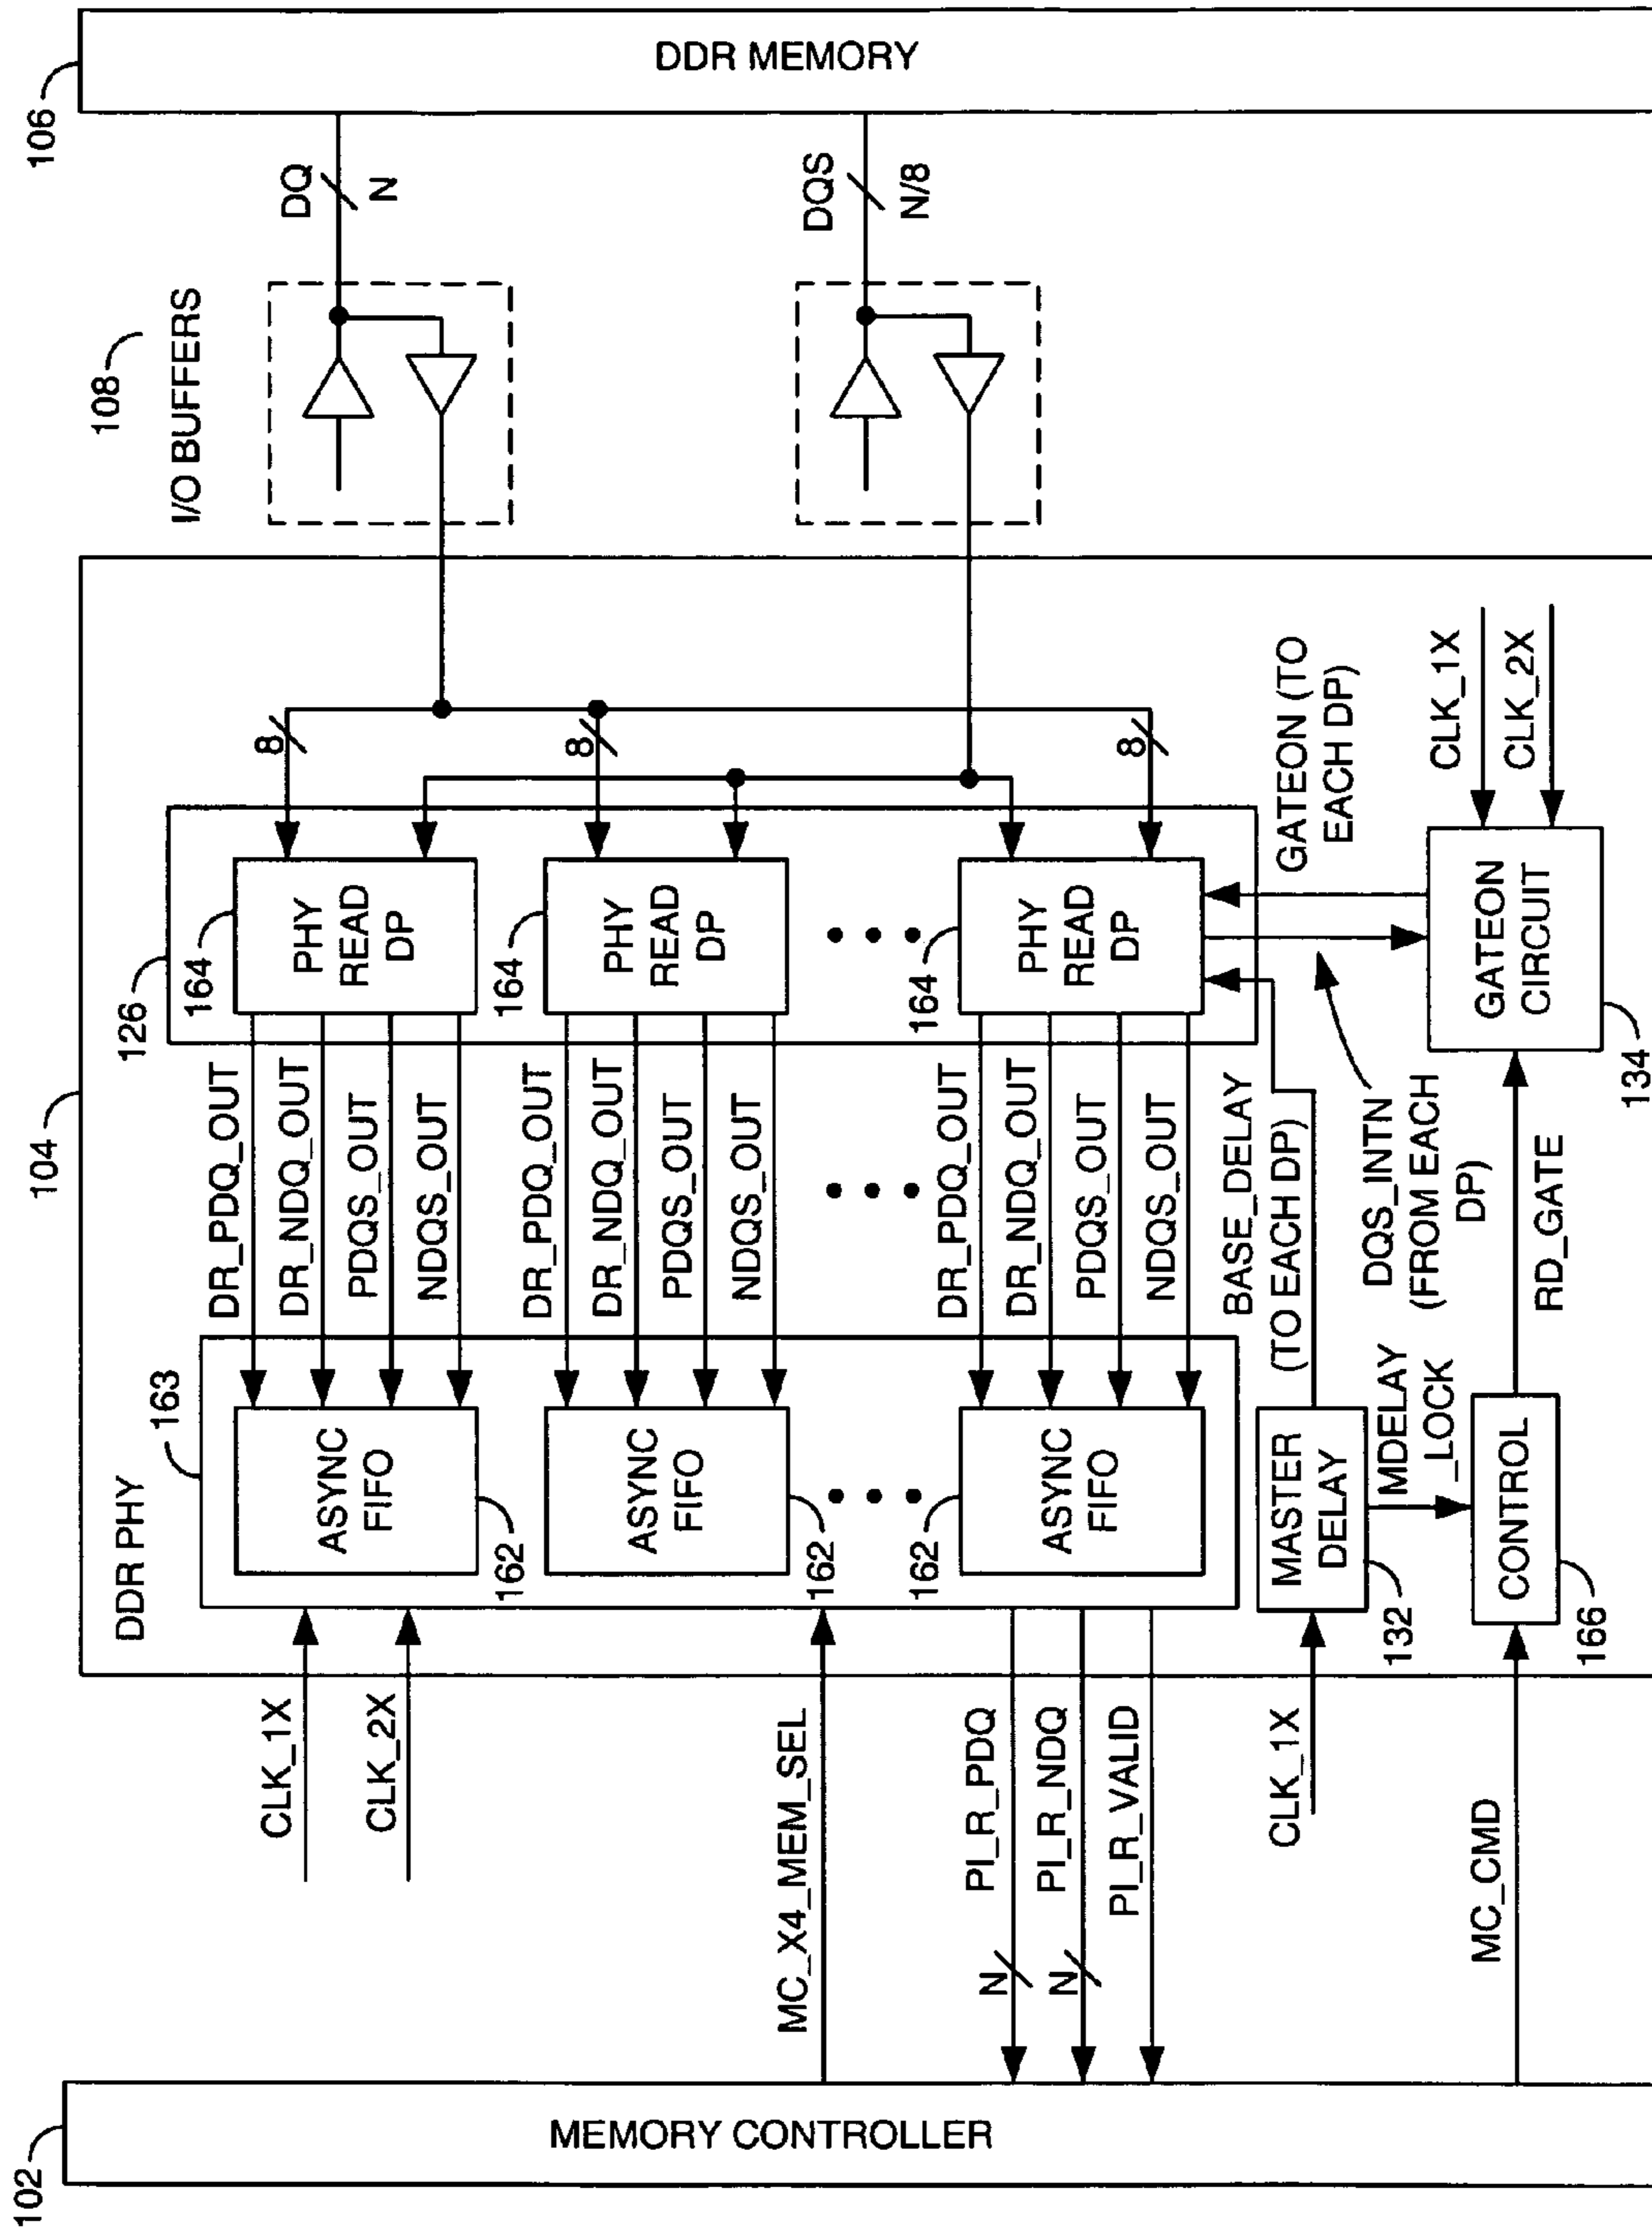 102
MEMORY CONTROLLER
CLK_1X
CLK_2X
MC_X4_MEM_SEL
PI_R_PDQ
N
PI_R_NDQ
N
PI_R_VALID
CLK_1X
MC_CMD
104
DDR PHY
163
ASYNC
FIFO
162
ASYNC
FIFO
162
ASYNC
FIFO
162
MASTER
DELAY
132
MDELAY
_LOCK
CONTROL
166
DR_PDQ_OUT
DR_NDQ_OUT
PDQS_OUT
NDQS_OUT
DR_PDQ_OUT
DR_NDQ_OUT
PDQS_OUT
NDQS_OUT
DR_PDQ_OUT
DR_NDQ_OUT
PDQS_OUT
NDQS_OUT
BASE_DELAY
(TO EACH DP)
DQS_INTN
(FROM EACH
DP)
RD_GATE
126
164
PHY
READ
DP
164
PHY
READ
DP
164
PHY
READ
DP
8
8
8
GATEON (TO
EACH DP)
GATEON
CIRCUIT
134
CLK_1X
CLK_2X
108
I/O BUFFERS
DQ
N
DQS
N/8
106
DDR MEMORY